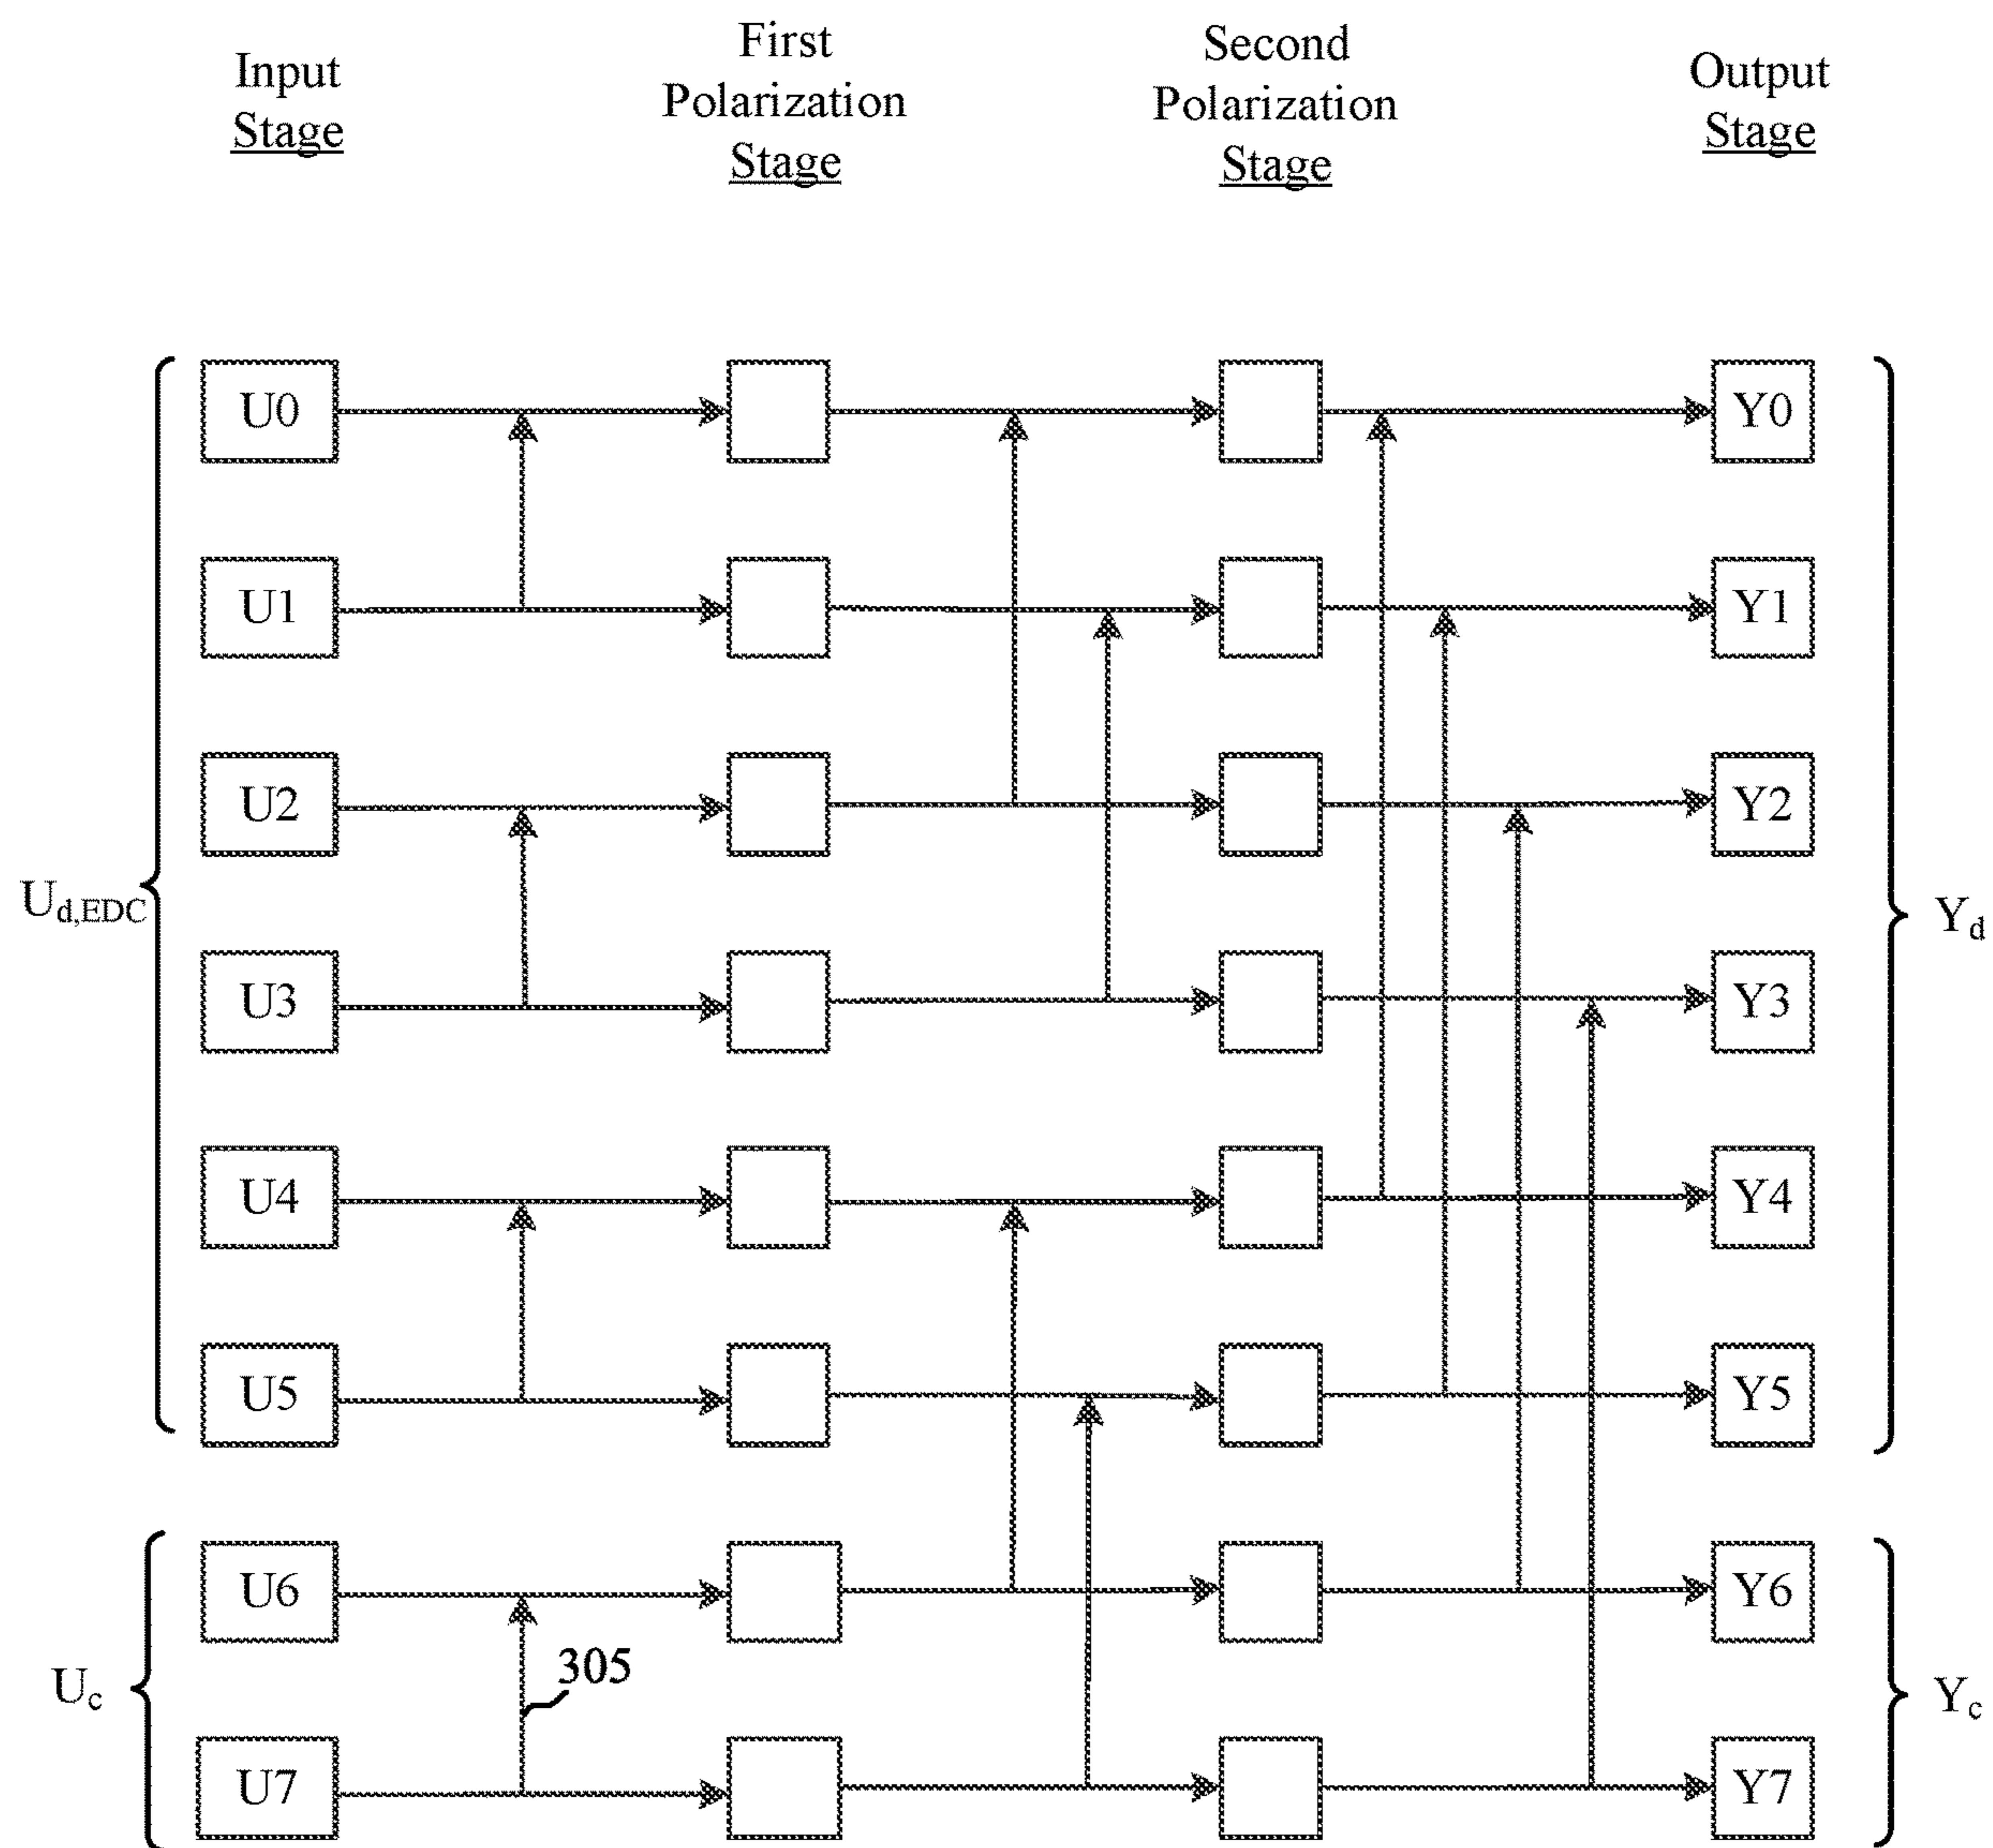 Input
Stage
First
Polarization
Stage
Second
Polarization
Stage
Output
Stage
U0
Y0
U1
Y1
U2
Y2
Ud,EDC
Yd
U3
Y3
U4
Y4
U5
Y5
U6
Y6
305
Uc
Yc
U7
Y7